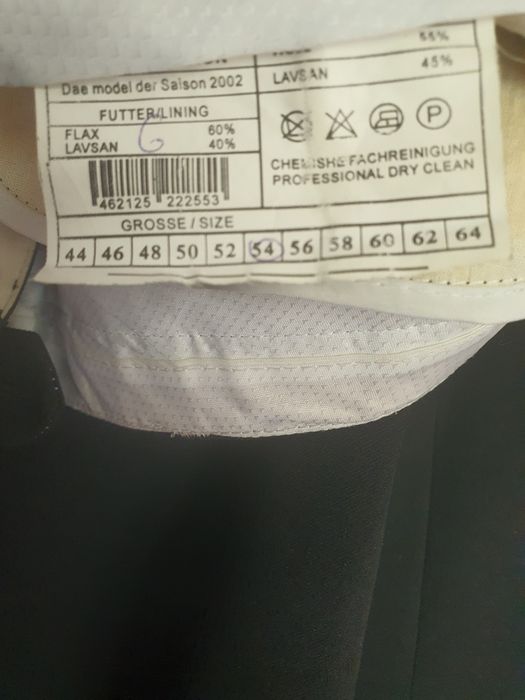 55%
Dae model der Saison 2002
LAVSAN 45%
FUTTER/LINING
FLAX 60%
LAVSAN 40%
6
P
CHEMISHE FACHREINIGUNG
PROFESSIONAL DRY CLEAN
462125 222553
GROSSE / SIZE
44 46 48 50 52 54 56 58 60 62 64